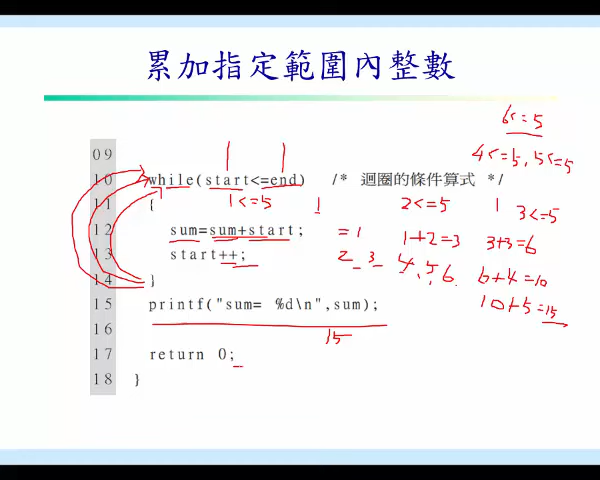 累加指定範圍內整數
6<=5
4<=5, 5<=5
09
10 while(start<=end) /* 迴圈的條件算式 */
1<=5 1 2<=5 1 3<=5
11 {
12 sum=sum+start; =1 1+2=3 3+3=6
13 start++; 2 3 4,5,6. 6+4=10
14 }
10+5=15
15 printf("sum= %d\n",sum);
16
15
17 return 0;
18 }